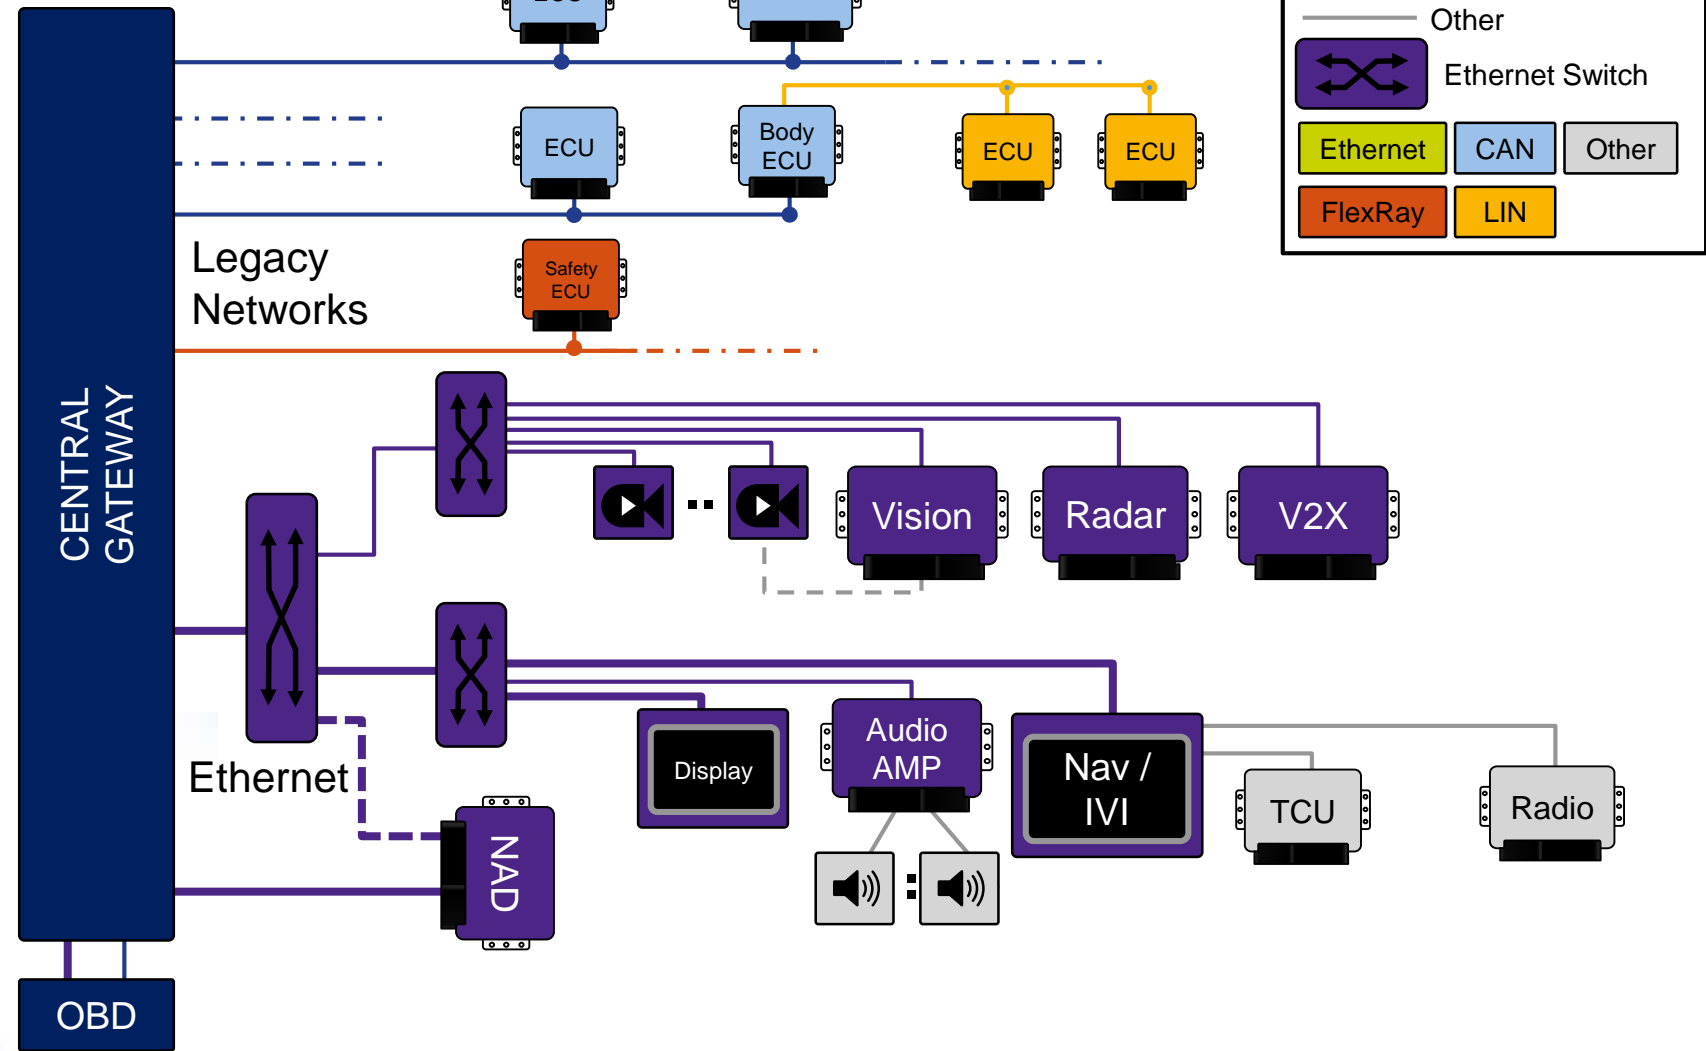 Other
Ethernet Switch
Ethernet
CAN
Other
FlexRay
LIN
ECU
ECU
Body
ECU
ECU
ECU
Legacy
Networks
Safety
ECU
CENTRAL
GATEWAY
Vision
Radar
V2X
Ethernet
Display
Audio
AMP
Nav /
IVI
TCU
Radio
NAD
OBD